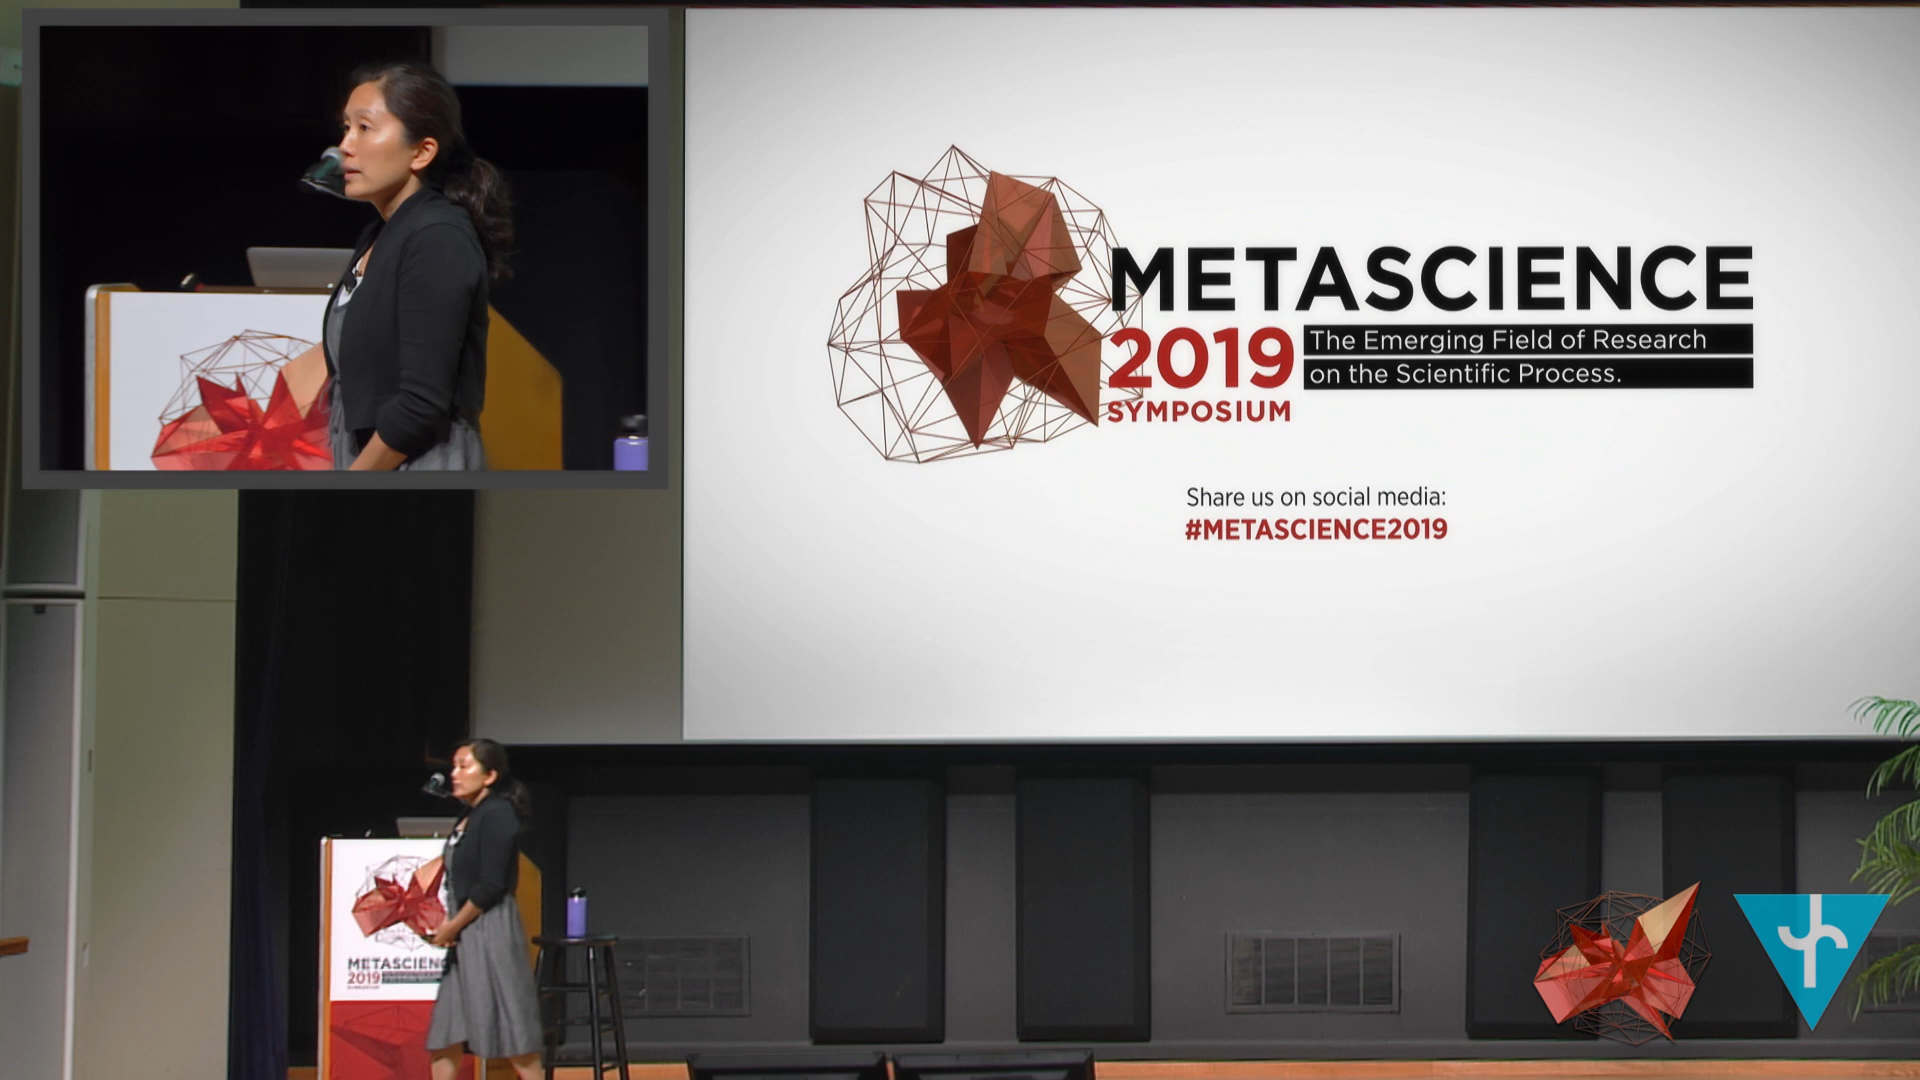 METASCIENCE
2019
The Emerging Field of Research
on the Scientific Process.
SYMPOSIUM
Share us on social media:
#METASCIENCE2019
METASCIENC
2019